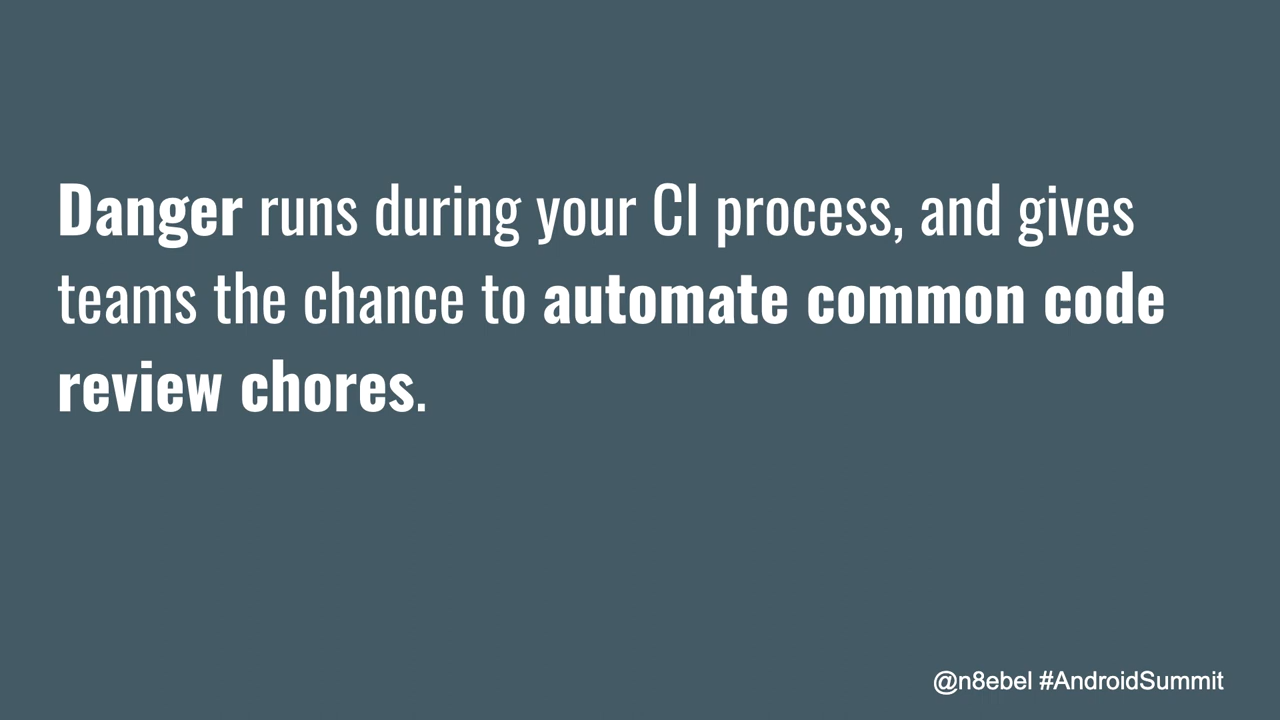 Danger runs during your CI process, and gives
teams the chance to automate common code
review chores.
@n8ebel #AndroidSummit